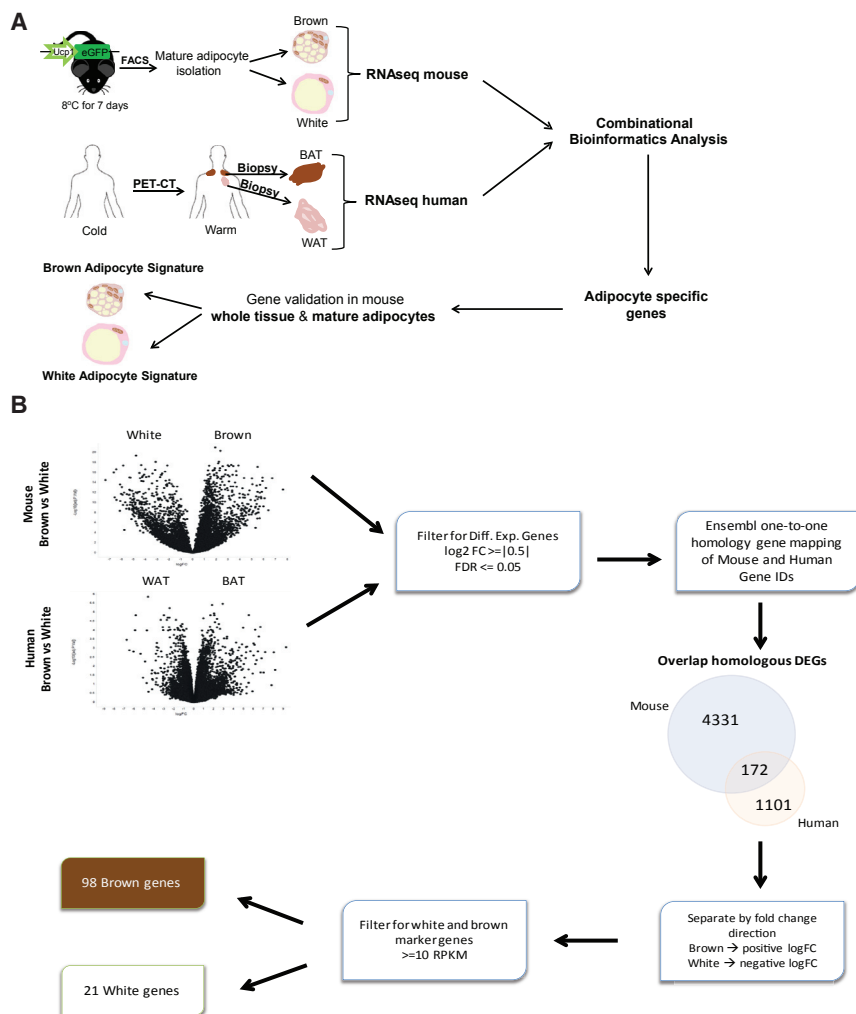 A
Ucp1 eGFP
8ºC for 7 days
FACS
Mature adipocyte
isolation
Brown
White
RNAseq mouse
Combinational
Bioinformatics Analysis
Cold
PET-CT
Warm
Biopsy
Biopsy
BAT
WAT
RNAseq human
Adipocyte specific
genes
Gene validation in mouse
whole tissue & mature adipocytes
Brown Adipocyte Signature
White Adipocyte Signature
B
Mouse
Brown vs White
White Brown
logFC
Human
Brown vs White
WAT BAT
logFC
Filter for Diff. Exp. Genes
log2 FC >=|0.5|
FDR <= 0.05
Ensembl one-to-one
homology gene mapping
of Mouse and Human
Gene IDs
Overlap homologous DEGs
Mouse
4331
172
1101
Human
Separate by fold change
direction
Brown → positive logFC
White → negative logFC
Filter for white and brown
marker genes
>=10 RPKM
98 Brown genes
21 White genes